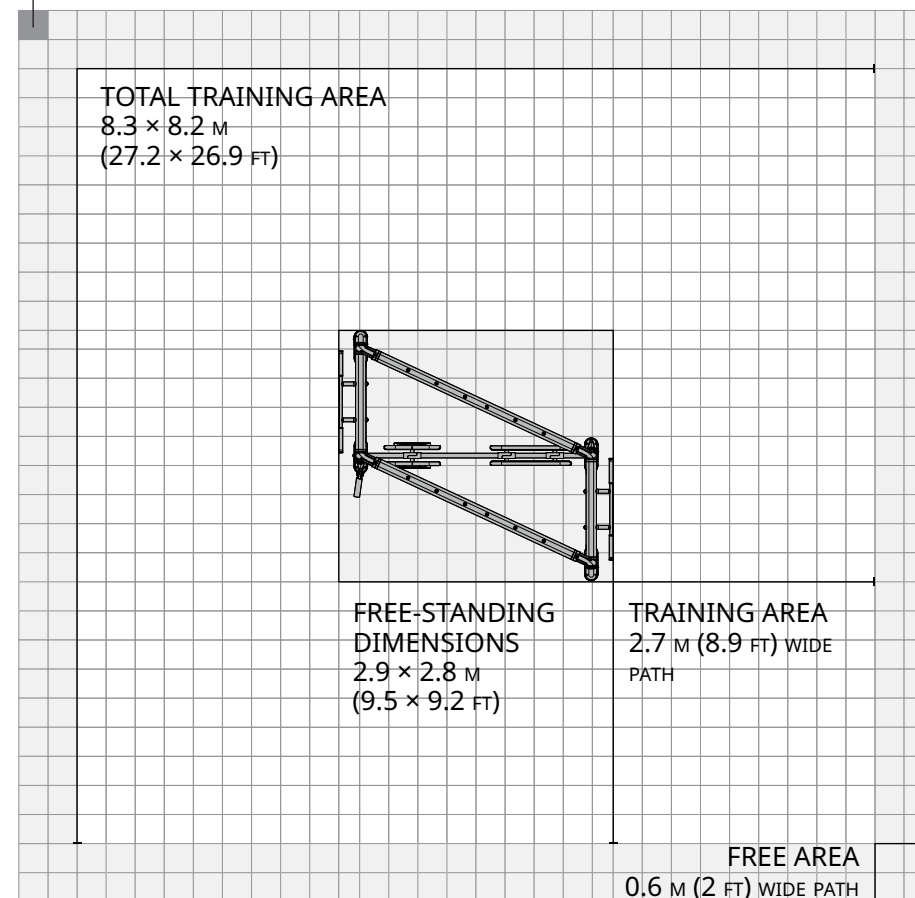 TOTAL TRAINING AREA
8.3 × 8.2 M
(27.2 × 26.9 FT)
FREE-STANDING
DIMENSIONS
2.9 × 2.8 M
(9.5 × 9.2 FT)
TRAINING AREA
2.7 M (8.9 FT) WIDE
PATH
FREE AREA
0.6 M (2 FT) WIDE PATH